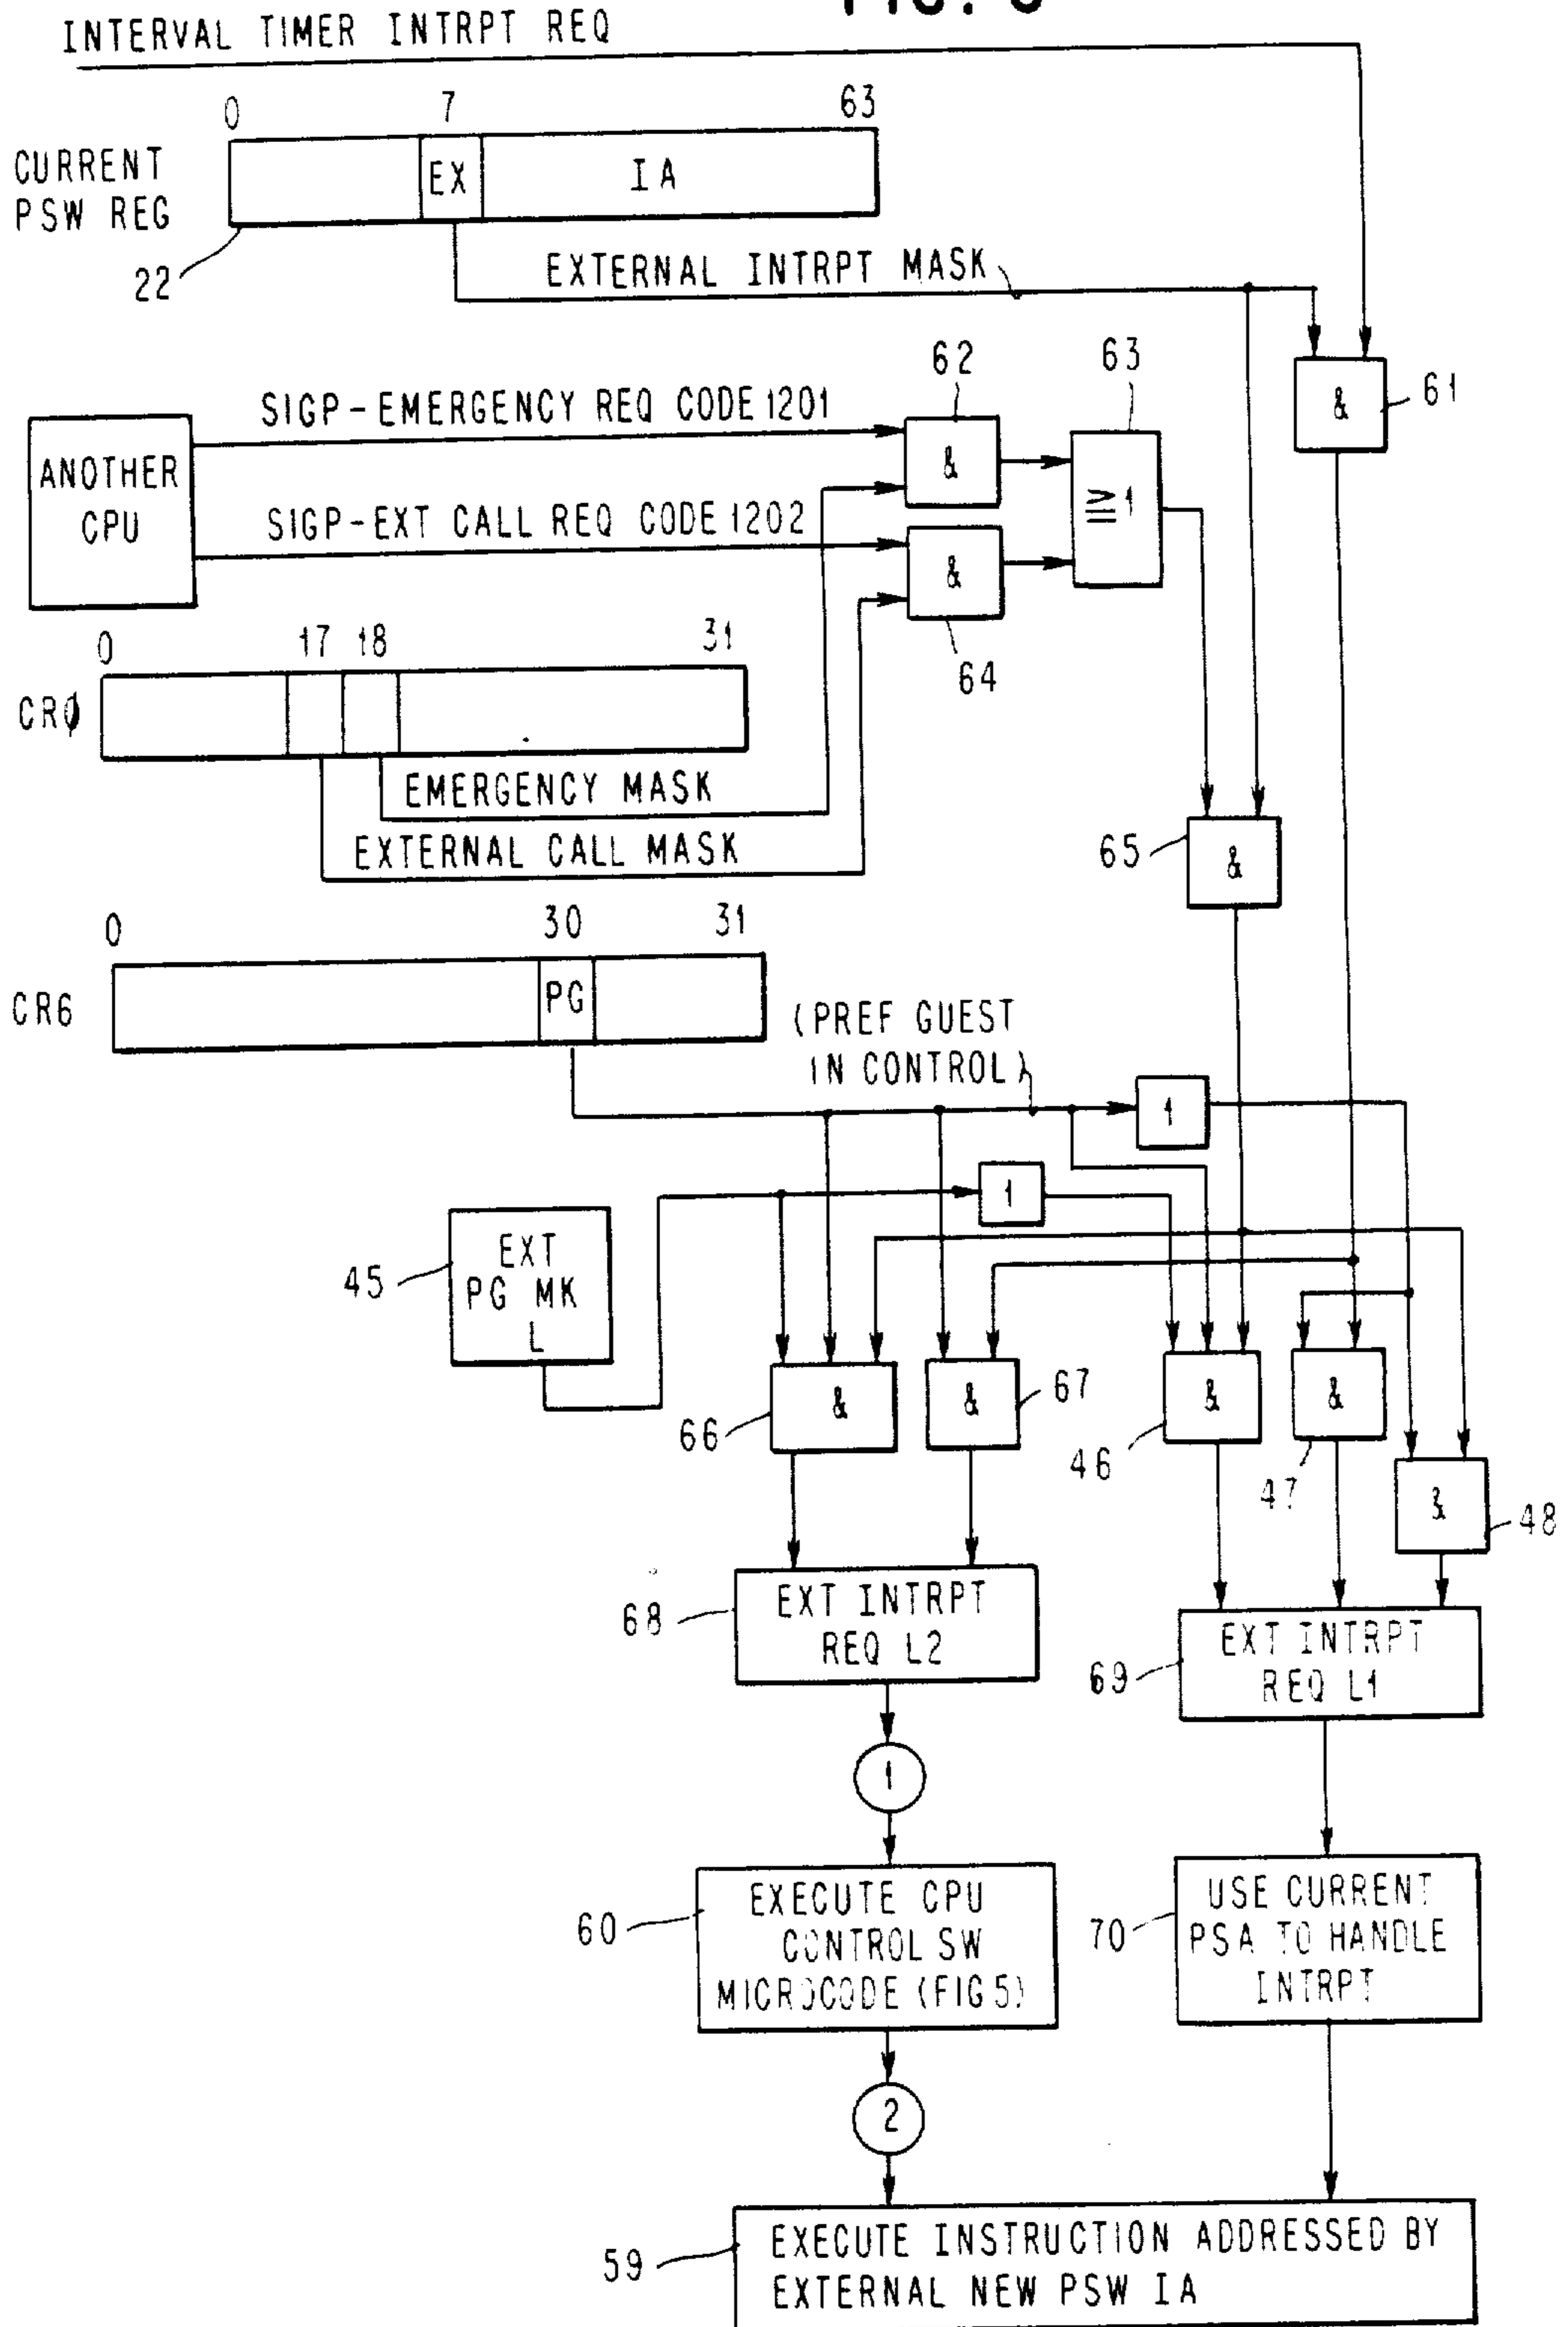 INTERVAL TIMER INTRPT REQ
0 7 63
CURRENT
PSW REG
EX
IA
22
EXTERNAL INTRPT MASK
62
63
&
61
SIGP-EMERGENCY REQ CODE 1201
&
≧1
ANOTHER
CPU
SIGP-EXT CALL REQ CODE 1202
&
64
0 17 18 31
CR0
EMERGENCY MASK
EXTERNAL CALL MASK
65
&
0 30 31
CR6
PG
(PREF GUEST
IN CONTROL)
1
1
45
EXT
PG MK
L
66
&
&
67
46
&
47
&
&
48
68
EXT INTRPT
REQ L2
69
EXT INTRPT
REQ L1
1
60
EXECUTE CPU
CONTROL SW
MICROCODE (FIG 5)
70
USE CURRENT
PSA TO HANDLE
INTRPT
2
59
EXECUTE INSTRUCTION ADDRESSED BY
EXTERNAL NEW PSW IA